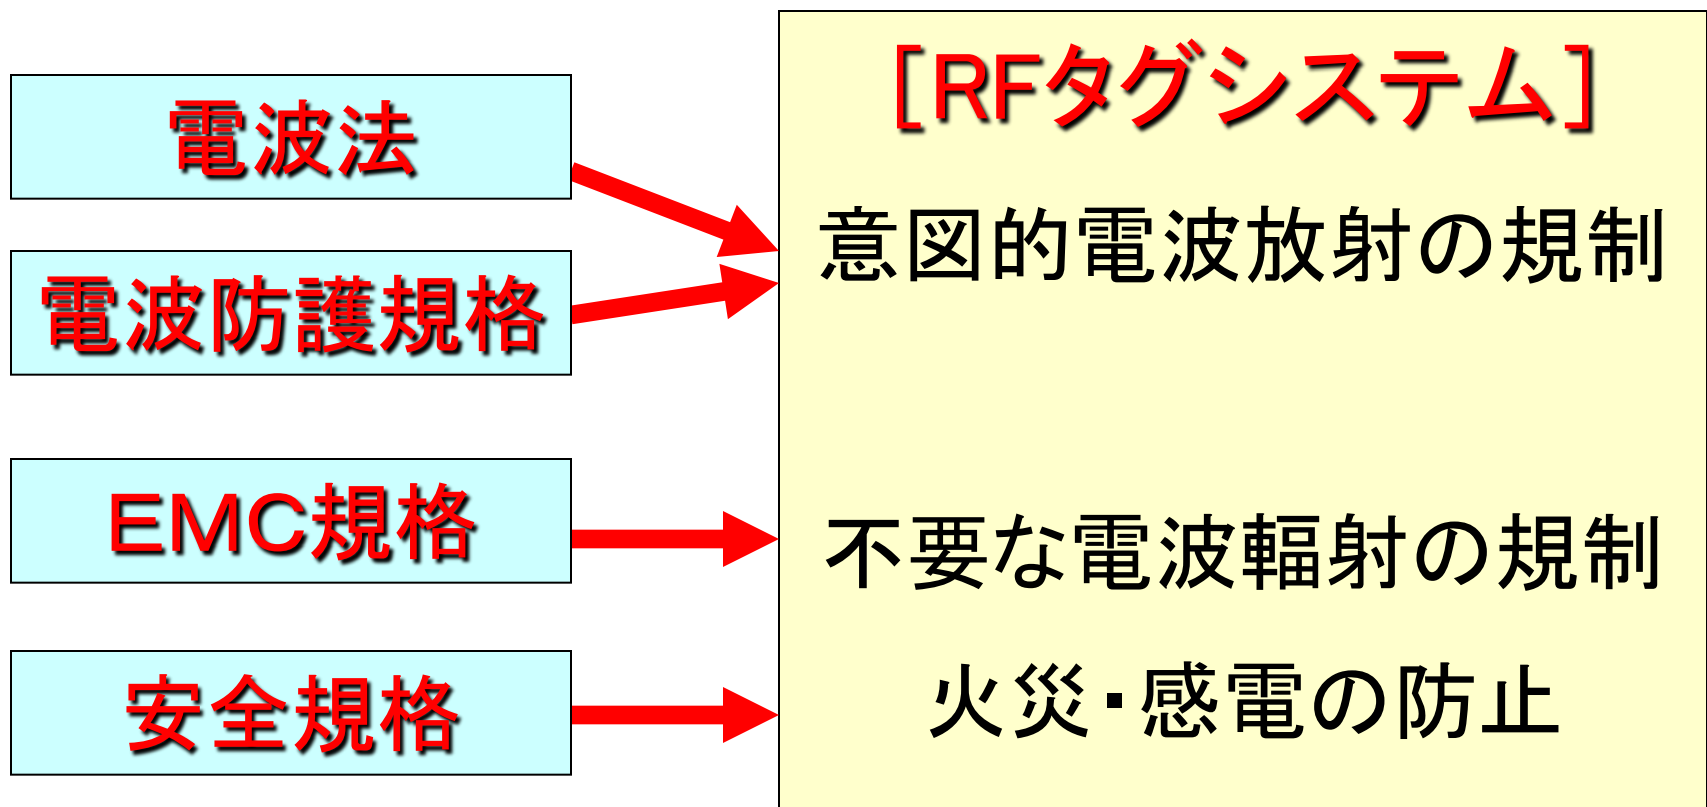 電波法
電波防護規格
EMC規格
安全規格
［RFタグシステム］
意図的電波放射の規制
不要な電波輻射の規制
火災・感電の防止